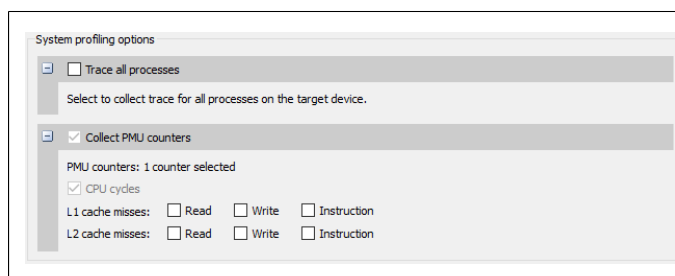 System profiling options
Trace all processes
Select to collect trace for all processes on the target device.
Collect PMU counters
PMU counters: 1 counter selected
CPU cycles
L1 cache misses: Read Write Instruction
L2 cache misses: Read Write Instruction